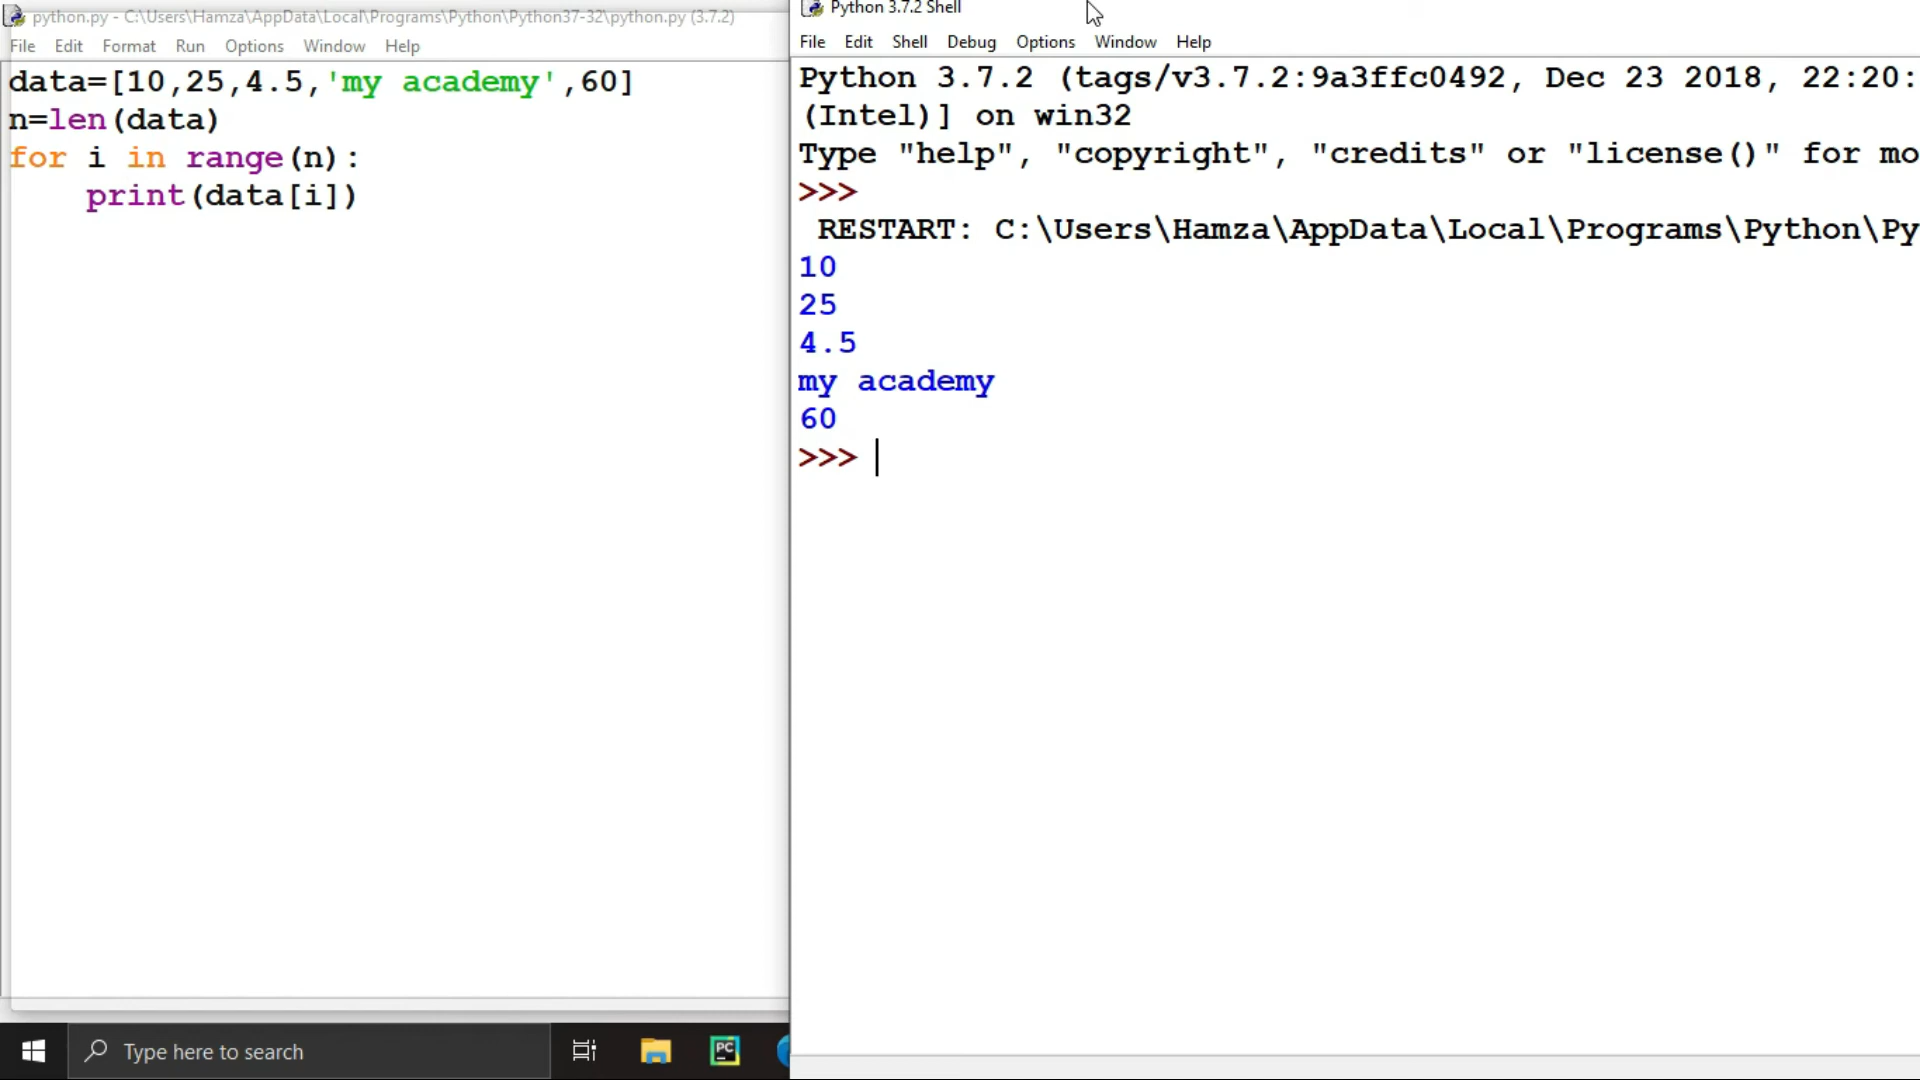 python.py - C:\Users\Hamza\AppData\Local\Programs\Python\Python37-32\python.py (3.7.2)
File Edit Format Run Options Window Help
data=[10,25,4.5,'my academy',60]
n=len(data)
for i in range(n):
    print(data[i])
Python 3.7.2 Shell
File Edit Shell Debug Options Window Help
Python 3.7.2 (tags/v3.7.2:9a3ffc0492, Dec 23 2018, 22:20:
(Intel)] on win32
Type "help", "copyright", "credits" or "license()" for mo
>>>
RESTART: C:\Users\Hamza\AppData\Local\Programs\Python\Py
10
25
4.5
my academy
60
>>>
Type here to search
PC